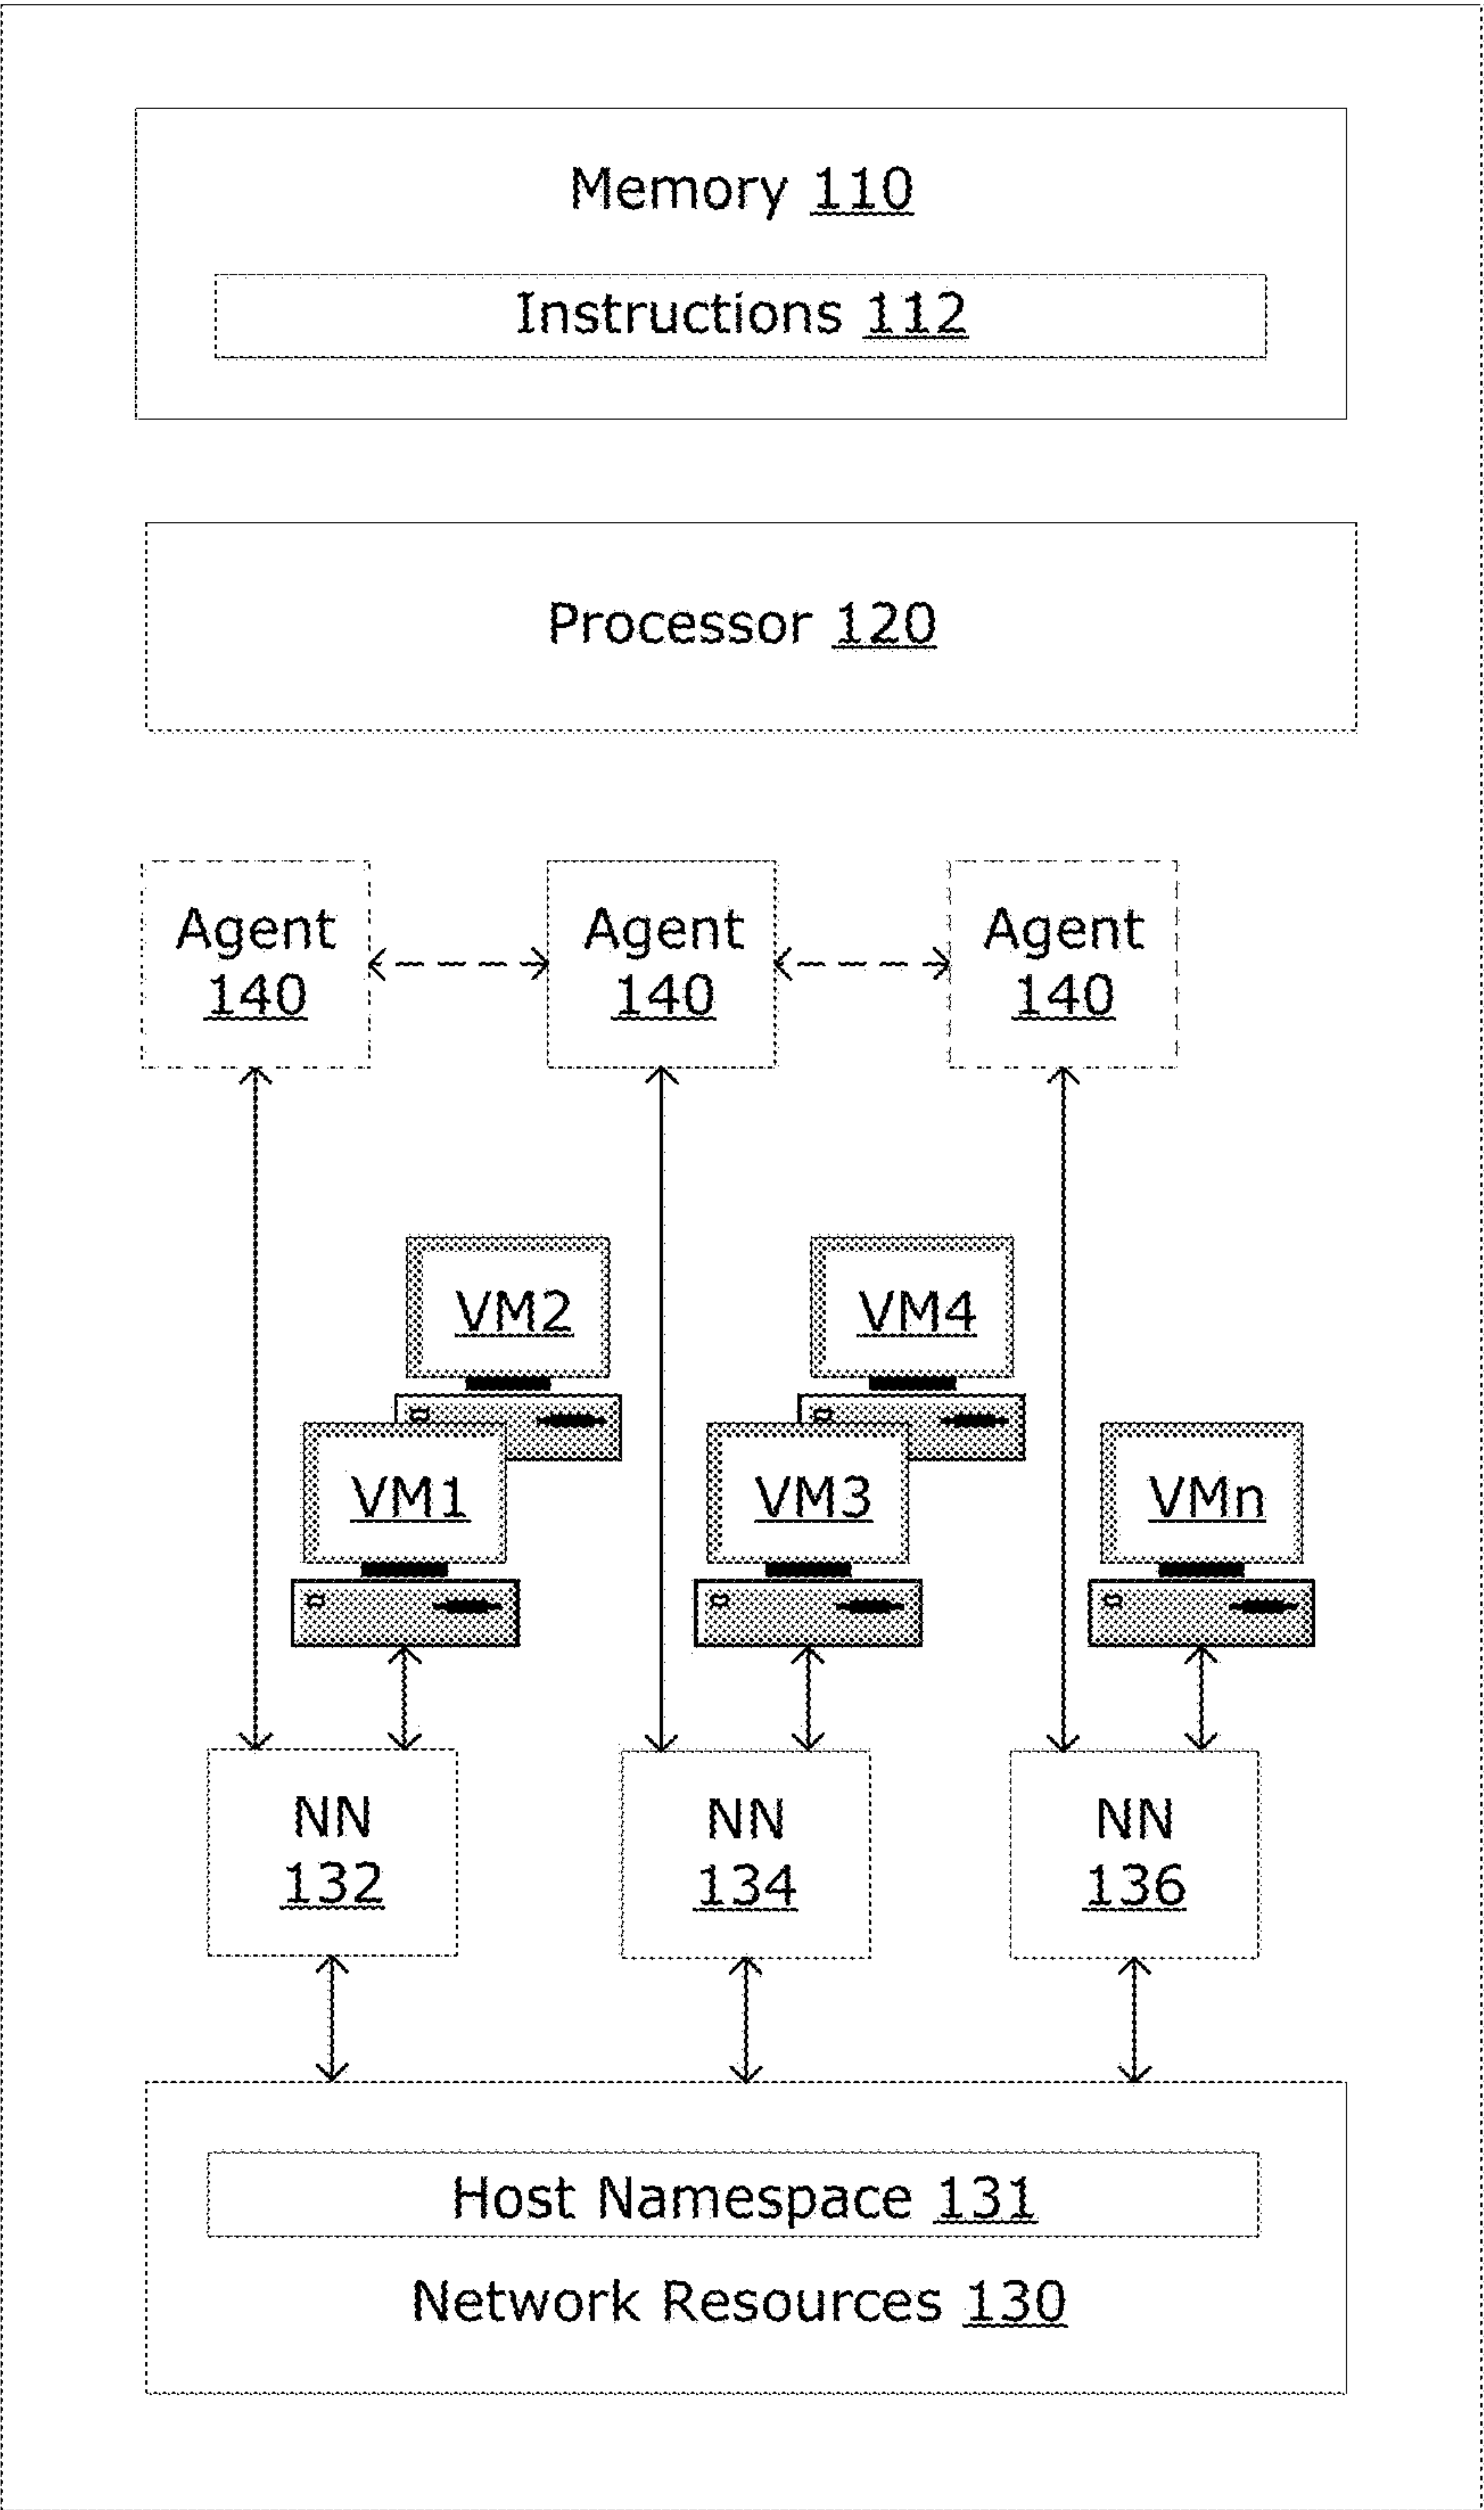 Memory 110
Instructions 112
Processor 120
Agent
140
Agent
140
Agent
140
VM2
VM4
VM1
VM3
VMn
NN
132
NN
134
NN
136
Host Namespace 131
Network Resources 130